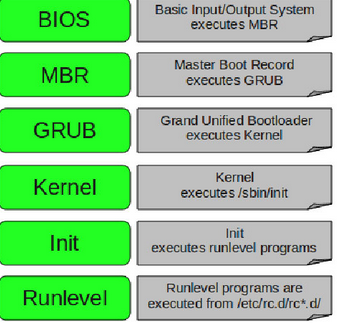 BIOS
Basic Input/Output System
executes MBR
MBR
Master Boot Record
executes GRUB
GRUB
Grand Unified Bootloader
executes Kernel
Kernel
Kernel
executes /sbin/init
Init
Init
executes runlevel programs
Runlevel
Runlevel programs are
executed from /etc/rc.d/rc*.d/